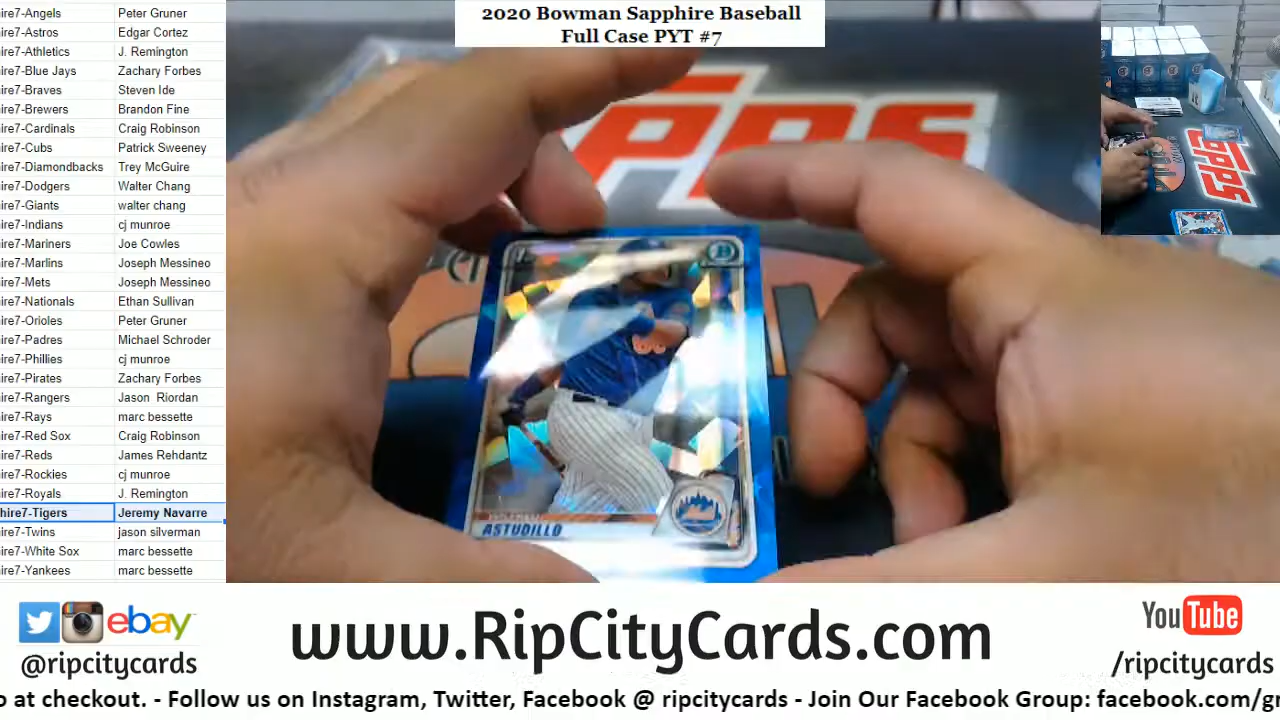 2020 Bowman Sapphire Baseball
Full Case PYT #7
ire7-Angels Peter Gruner
ire7-Astros Edgar Cortez
ire7-Athletics J. Remington
ire7-Blue Jays Zachary Forbes
ire7-Braves Steven Ide
ire7-Brewers Brandon Fine
ire7-Cardinals Craig Robinson
ire7-Cubs Patrick Sweeney
ire7-Diamondbacks Trey McGuire
ire7-Dodgers Walter Chang
ire7-Giants walter chang
ire7-Indians cj munroe
ire7-Mariners Joe Cowles
ire7-Marlins Joseph Messineo
ire7-Mets Joseph Messineo
ire7-Nationals Ethan Sullivan
ire7-Orioles Peter Gruner
ire7-Padres Michael Schroder
ire7-Phillies cj munroe
ire7-Pirates Zachary Forbes
ire7-Rangers Jason Riordan
ire7-Rays marc bessette
ire7-Red Sox Craig Robinson
ire7-Reds James Rehdantz
ire7-Rockies cj munroe
ire7-Royals J. Remington
hire7-Tigers Jeremy Navarre
ire7-Twins jason silverman
ire7-White Sox marc bessette
ire7-Yankees marc bessette
PPS
TOPPS
B
ASTUDILLO
Mets
ebay
@ripcitycards
www.RipCityCards.com
YouTube
/ripcitycards
o at checkout. - Follow us on Instagram, Twitter, Facebook @ ripcitycards - Join Our Facebook Group: facebook.com/gr